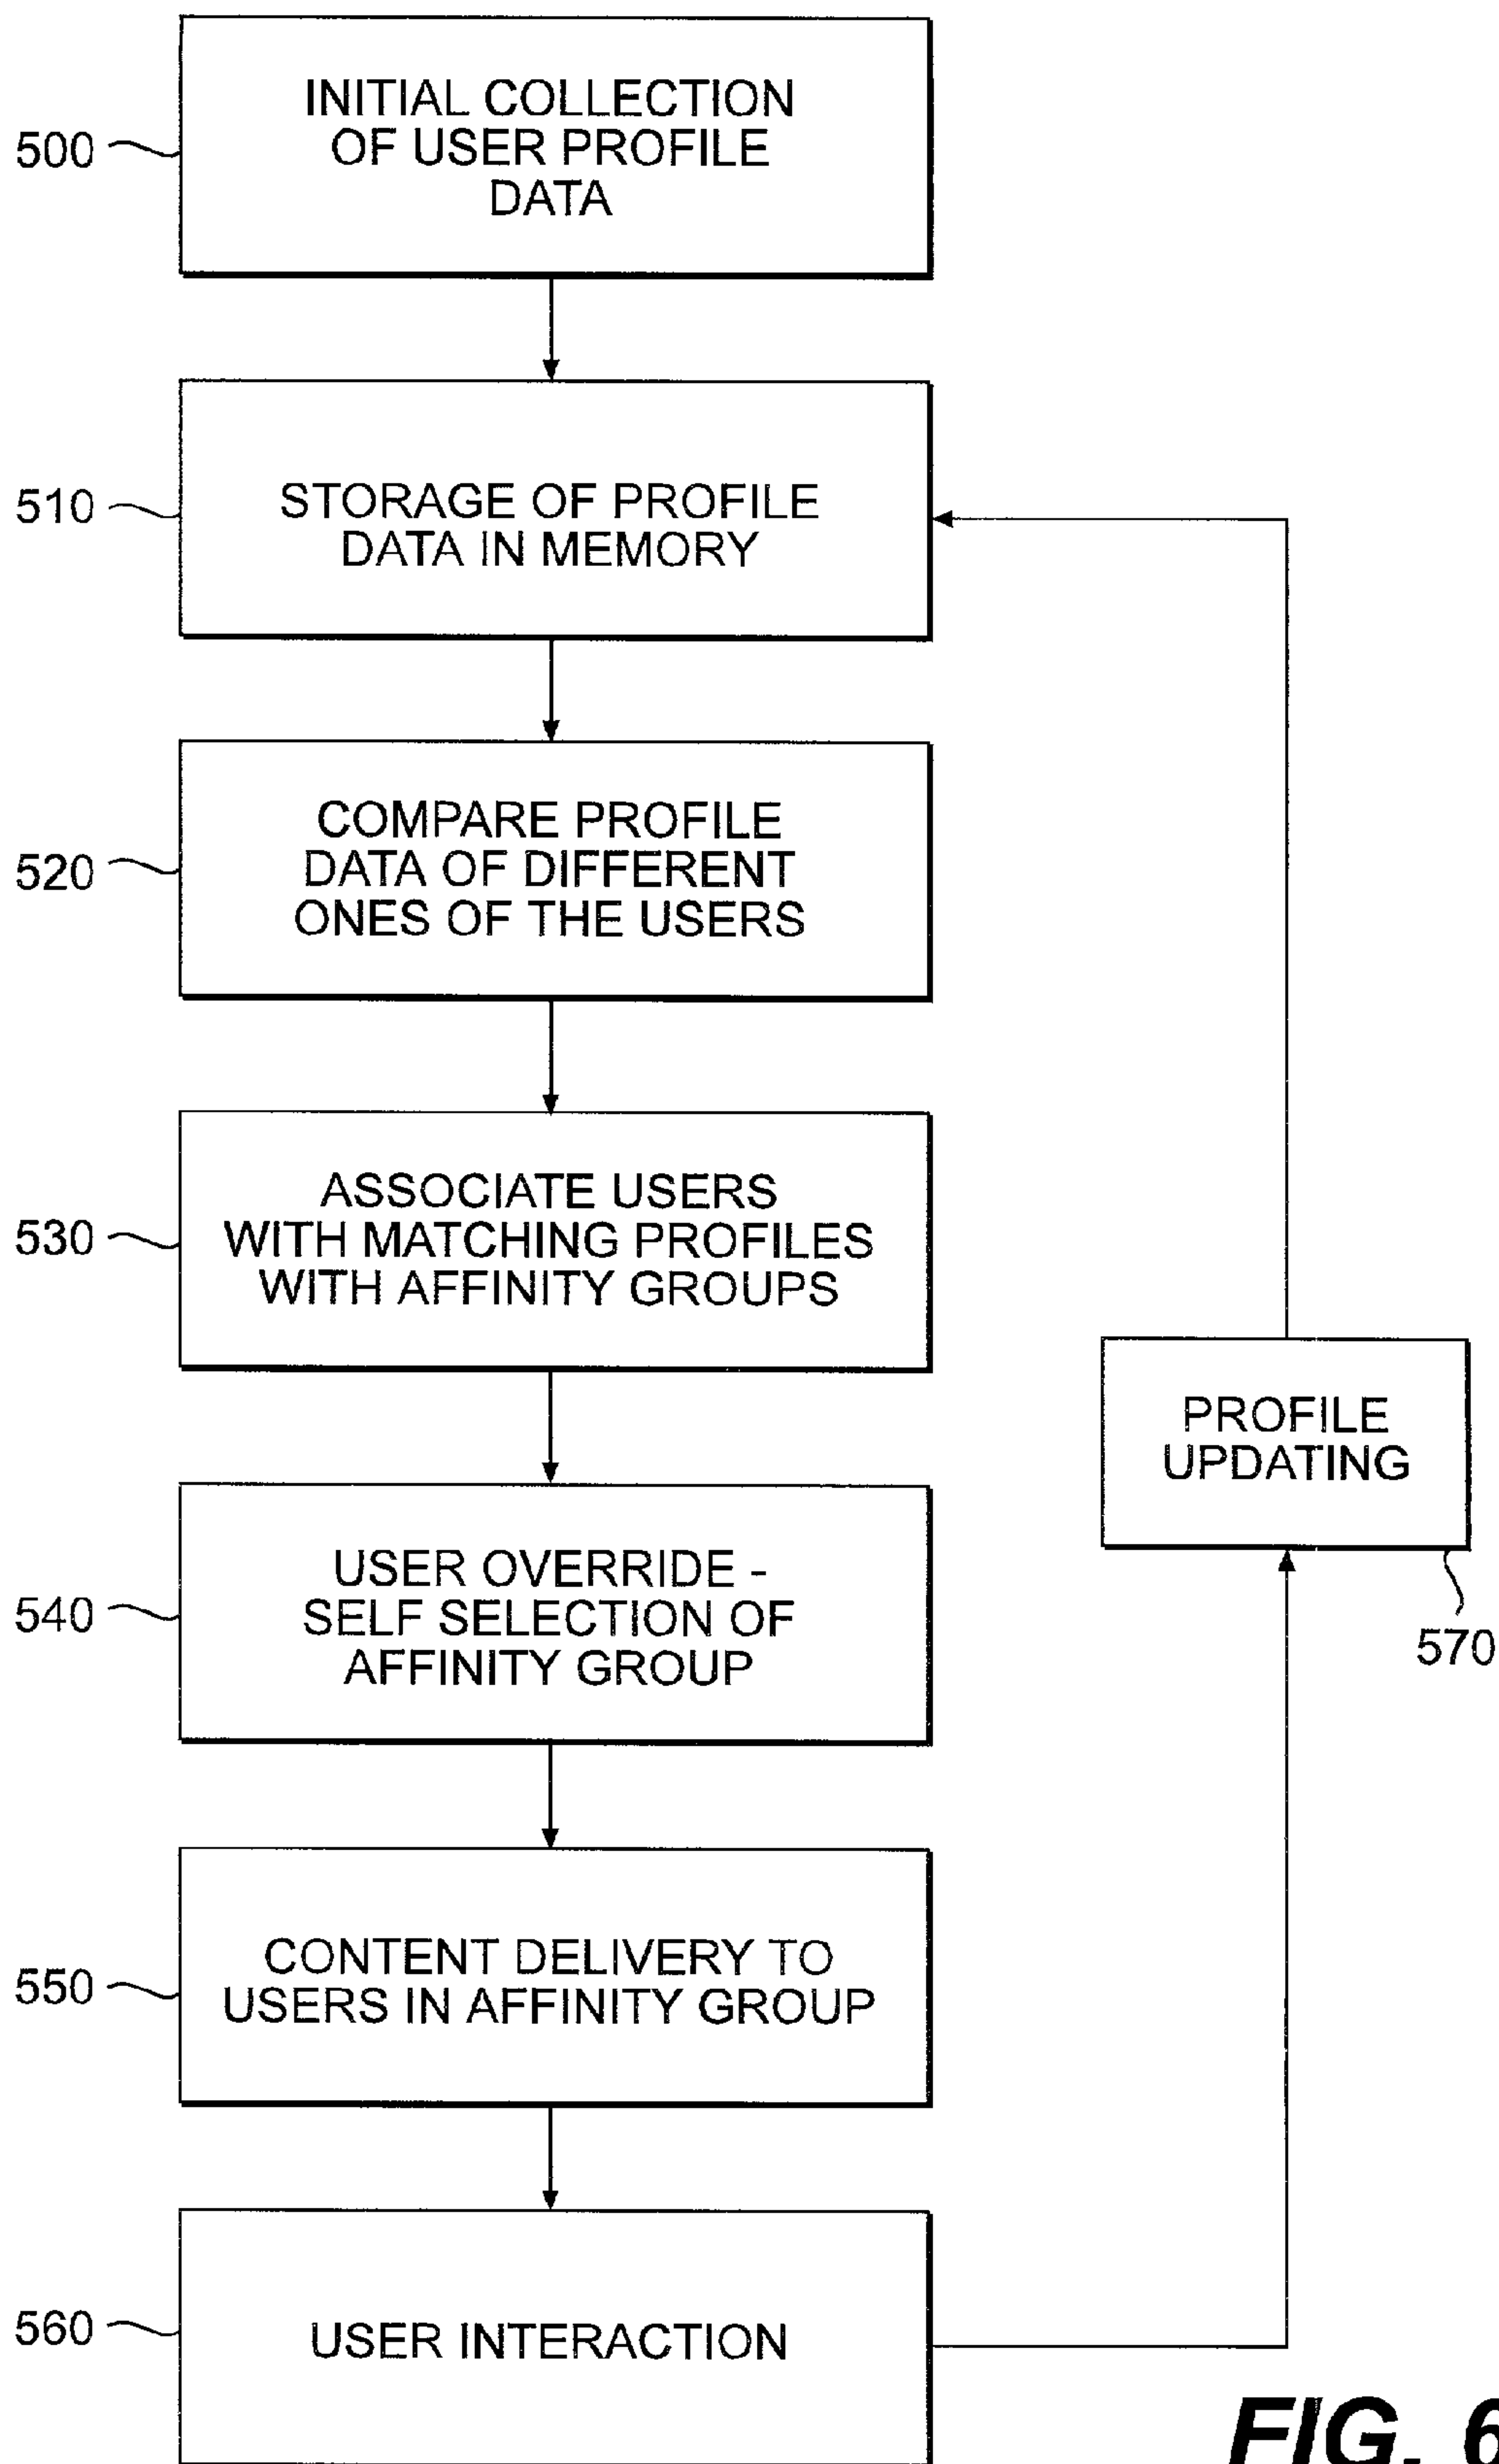 INITIAL COLLECTION
OF USER PROFILE
DATA
500
STORAGE OF PROFILE
DATA IN MEMORY
510
COMPARE PROFILE
DATA OF DIFFERENT
ONES OF THE USERS
520
ASSOCIATE USERS
WITH MATCHING PROFILES
WITH AFFINITY GROUPS
530
PROFILE
UPDATING
570
USER OVERRIDE -
SELF SELECTION OF
AFFINITY GROUP
540
CONTENT DELIVERY TO
USERS IN AFFINITY GROUP
550
USER INTERACTION
560
FIG. 6